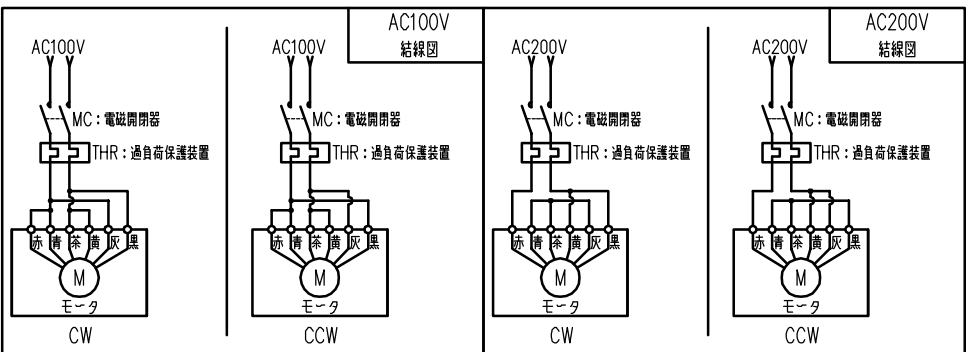 AC100V
結線図
AC100V
MC:電磁開閉器
THR:過負荷保護装置
赤 青 茶 黄 灰 黒
M
モータ
CW
AC100V
MC:電磁開閉器
THR:過負荷保護装置
赤 青 茶 黄 灰 黒
M
モータ
CCW
AC200V
結線図
AC200V
MC:電磁開閉器
THR:過負荷保護装置
赤 青 茶 黄 灰 黒
M
モータ
CW
AC200V
MC:電磁開閉器
THR:過負荷保護装置
赤 青 茶 黄 灰 黒
M
モータ
CCW